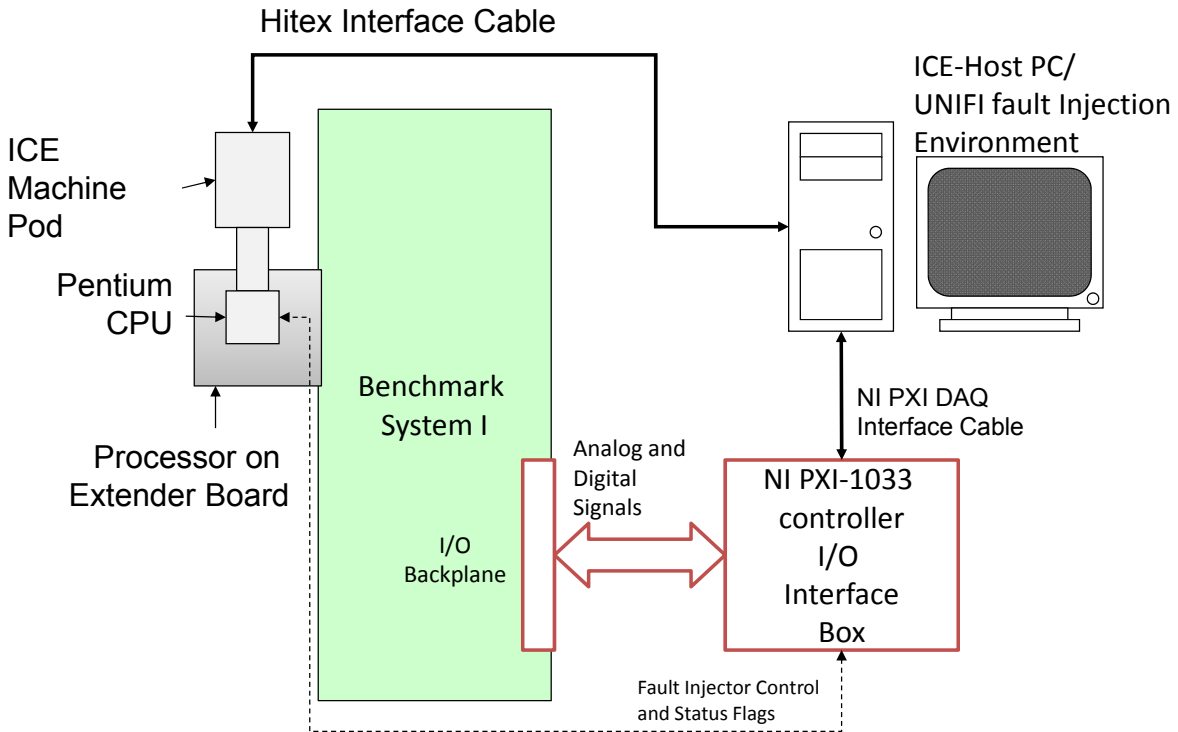 Hitex Interface Cable
ICE-Host PC/
UNIFI fault Injection
Environment
ICE
Machine
Pod
Pentium
CPU
Benchmark
System I
NI PXI DAQ
Interface Cable
Processor on
Extender Board
Analog and
Digital
Signals
NI PXI-1033
controller
I/O
Interface
Box
I/O
Backplane
Fault Injector Control
and Status Flags